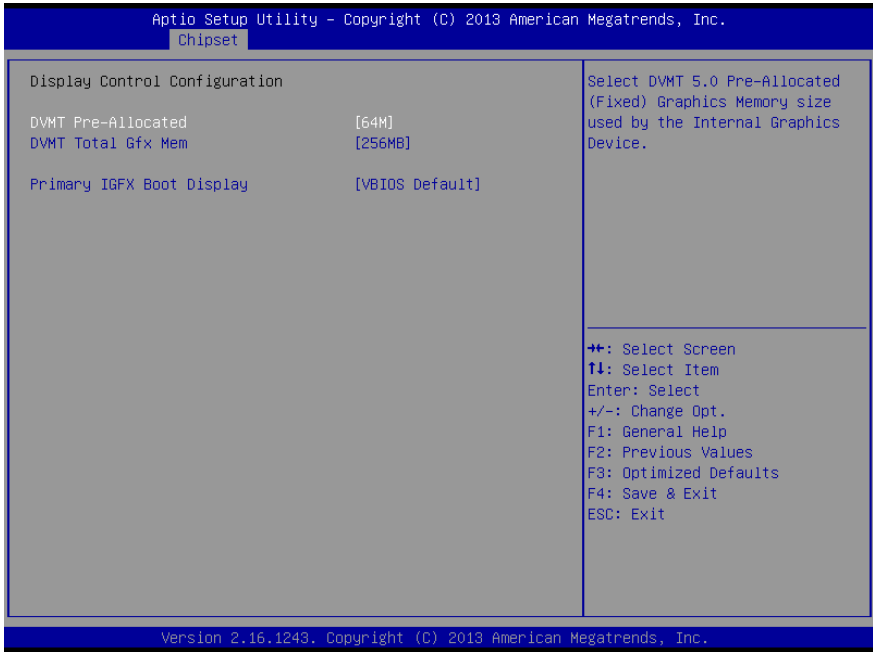 Aptio Setup Utility – Copyright (C) 2013 American Megatrends, Inc.
Chipset
Display Control Configuration
DVMT Pre-Allocated [64M]
DVMT Total Gfx Mem [256MB]
Primary IGFX Boot Display [VBIOS Default]
Select DVMT 5.0 Pre-Allocated
(Fixed) Graphics Memory size
used by the Internal Graphics
Device.
→←: Select Screen
↑↓: Select Item
Enter: Select
+/-: Change Opt.
F1: General Help
F2: Previous Values
F3: Optimized Defaults
F4: Save & Exit
ESC: Exit
Version 2.16.1243. Copyright (C) 2013 American Megatrends, Inc.